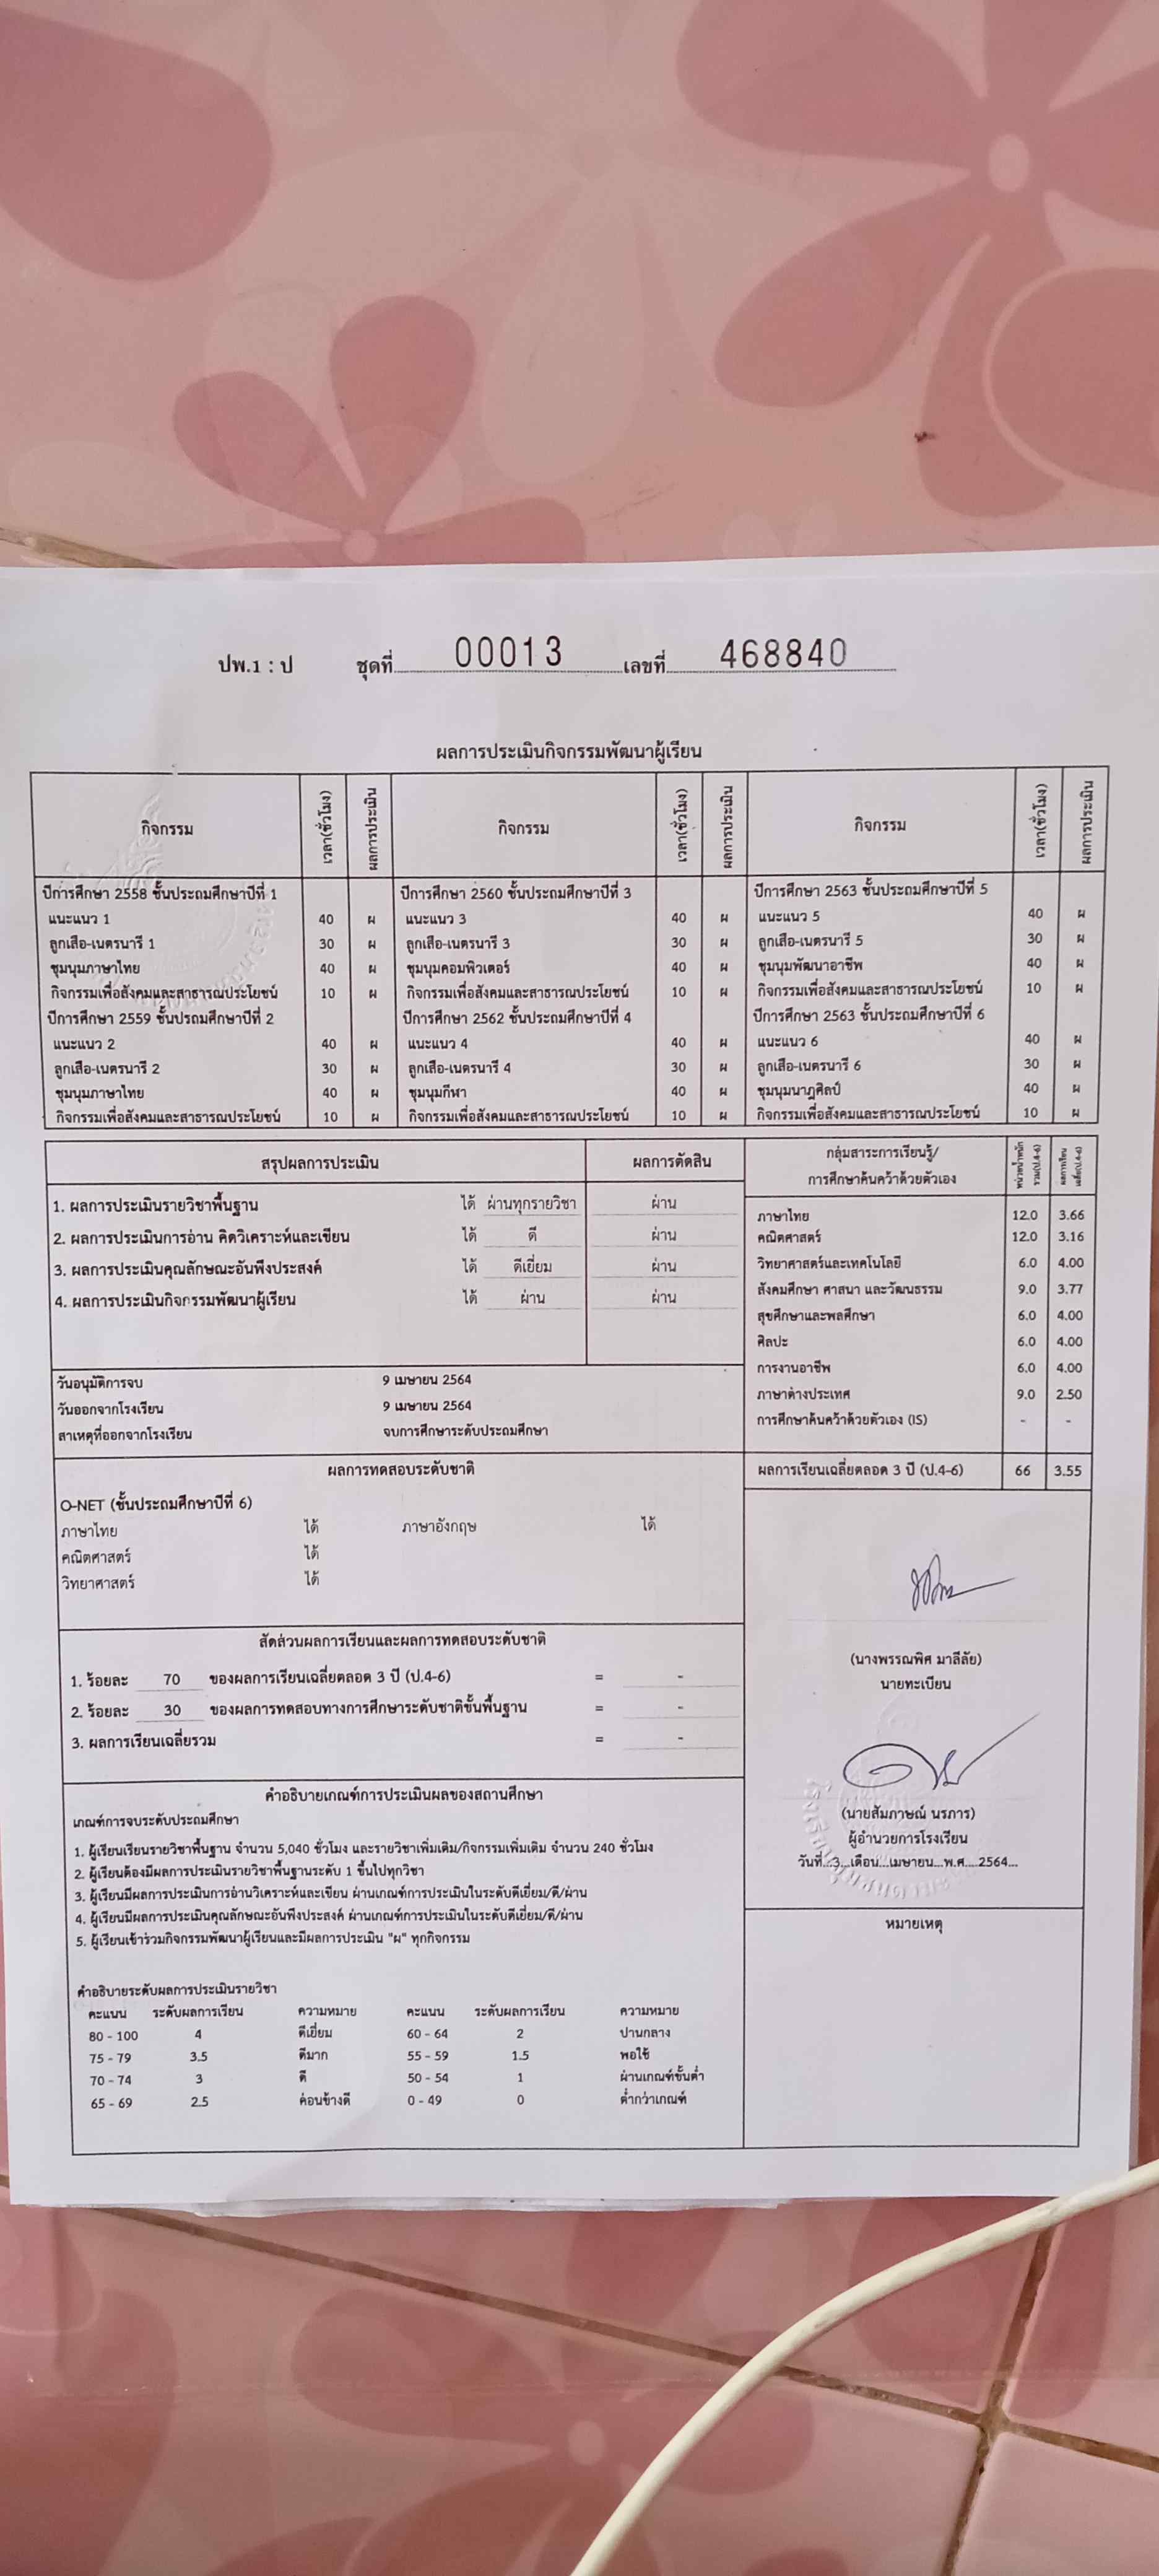 ปพ.1 : ป ชุดที่ 00013 เลขที่ 468840
ผลการประเมินกิจกรรมพัฒนาผู้เรียน
กิจกรรม เวลา(ชั่วโมง) ผลการประเมิน กิจกรรม เวลา(ชั่วโมง) ผลการประเมิน กิจกรรม เวลา(ชั่วโมง) ผลการประเมิน
ปีการศึกษา 2558 ชั้นประถมศึกษาปีที่ 1 ปีการศึกษา 2560 ชั้นประถมศึกษาปีที่ 3 ปีการศึกษา 2563 ชั้นประถมศึกษาปีที่ 5
แนะแนว 1 40 ผ แนะแนว 3 40 ผ แนะแนว 5 40 ผ
ลูกเสือ-เนตรนารี 1 30 ผ ลูกเสือ-เนตรนารี 3 30 ผ ลูกเสือ-เนตรนารี 5 30 ผ
ชุมนุมภาษาไทย 40 ผ ชุมนุมคอมพิวเตอร์ 40 ผ ชุมนุมพัฒนาอาชีพ 40 ผ
กิจกรรมเพื่อสังคมและสาธารณประโยชน์ 10 ผ กิจกรรมเพื่อสังคมและสาธารณประโยชน์ 10 ผ กิจกรรมเพื่อสังคมและสาธารณประโยชน์ 10 ผ
ปีการศึกษา 2559 ชั้นปรถมศึกษาปีที่ 2 ปีการศึกษา 2562 ชั้นประถมศึกษาปีที่ 4 ปีการศึกษา 2563 ชั้นประถมศึกษาปีที่ 6
แนะแนว 2 40 ผ แนะแนว 4 40 ผ แนะแนว 6 40 ผ
ลูกเสือ-เนตรนารี 2 30 ผ ลูกเสือ-เนตรนารี 4 30 ผ ลูกเสือ-เนตรนารี 6 30 ผ
ชุมนุมภาษาไทย 40 ผ ชุมนุมกีฬา 40 ผ ชุมนุมนาฏศิลป์ 40 ผ
กิจกรรมเพื่อสังคมและสาธารณประโยชน์ 10 ผ กิจกรรมเพื่อสังคมและสาธารณประโยชน์ 10 ผ กิจกรรมเพื่อสังคมและสาธารณประโยชน์ 10 ผ
สรุปผลการประเมิน ผลการตัดสิน
1. ผลการประเมินรายวิชาพื้นฐาน ได้ ผ่านทุกรายวิชา ผ่าน
2. ผลการประเมินการอ่าน คิดวิเคราะห์และเขียน ได้ ดี ผ่าน
3. ผลการประเมินคุณลักษณะอันพึงประสงค์ ได้ ดีเยี่ยม ผ่าน
4. ผลการประเมินกิจกรรมพัฒนาผู้เรียน ได้ ผ่าน ผ่าน
วันอนุมัติการจบ 9 เมษายน 2564
วันออกจากโรงเรียน 9 เมษายน 2564
สาเหตุที่ออกจากโรงเรียน จบการศึกษาระดับประถมศึกษา
กลุ่มสาระการเรียนรู้/
การศึกษาค้นคว้าด้วยตัวเอง
หน่วยน้ำหนัก
รวม(ป.4-6)
ผลการเรียน
เฉลี่ย(ป.4-6)
ภาษาไทย 12.0 3.66
คณิตศาสตร์ 12.0 3.16
วิทยาศาสตร์และเทคโนโลยี 6.0 4.00
สังคมศึกษา ศาสนา และวัฒนธรรม 9.0 3.77
สุขศึกษาและพลศึกษา 6.0 4.00
ศิลปะ 6.0 4.00
การงานอาชีพ 6.0 4.00
ภาษาต่างประเทศ 9.0 2.50
การศึกษาค้นคว้าด้วยตัวเอง (IS) - -
ผลการเรียนเฉลี่ยตลอด 3 ปี (ป.4-6) 66 3.55
ผลการทดสอบระดับชาติ
O-NET (ชั้นประถมศึกษาปีที่ 6)
ภาษาไทย ได้ ภาษาอังกฤษ ได้
คณิตศาสตร์ ได้
วิทยาศาสตร์ ได้
สัดส่วนผลการเรียนและผลการทดสอบระดับชาติ
1. ร้อยละ 70 ของผลการเรียนเฉลี่ยตลอด 3 ปี (ป.4-6) = -
2. ร้อยละ 30 ของผลการทดสอบทางการศึกษาระดับชาติขั้นพื้นฐาน = -
3. ผลการเรียนเฉลี่ยรวม = -
(นางพรรณพิศ มาลีลัย)
นายทะเบียน
(นายสัมภาษณ์ นรภาร)
ผู้อำนวยการโรงเรียน
วันที่...3...เดือน...เมษายน...พ.ศ....2564...
หมายเหตุ
คำอธิบายเกณฑ์การประเมินผลของสถานศึกษา
เกณฑ์การจบระดับประถมศึกษา
1. ผู้เรียนเรียนรายวิชาพื้นฐาน จำนวน 5,040 ชั่วโมง และรายวิชาเพิ่มเติม/กิจกรรมเพิ่มเติม จำนวน 240 ชั่วโมง
2. ผู้เรียนต้องมีผลการประเมินรายวิชาพื้นฐานระดับ 1 ขึ้นไปทุกวิชา
3. ผู้เรียนมีผลการประเมินการอ่านวิเคราะห์และเขียน ผ่านเกณฑ์การประเมินในระดับดีเยี่ยม/ดี/ผ่าน
4. ผู้เรียนมีผลการประเมินคุณลักษณะอันพึงประสงค์ ผ่านเกณฑ์การประเมินในระดับดีเยี่ยม/ดี/ผ่าน
5. ผู้เรียนเข้าร่วมกิจกรรมพัฒนาผู้เรียนและมีผลการประเมิน "ผ" ทุกกิจกรรม
คำอธิบายระดับผลการประเมินรายวิชา
คะแนน ระดับผลการเรียน ความหมาย คะแนน ระดับผลการเรียน ความหมาย
80 - 100 4 ดีเยี่ยม 60 - 64 2 ปานกลาง
75 - 79 3.5 ดีมาก 55 - 59 1.5 พอใช้
70 - 74 3 ดี 50 - 54 1 ผ่านเกณฑ์ขั้นต่ำ
65 - 69 2.5 ค่อนข้างดี 0 - 49 0 ต่ำกว่าเกณฑ์